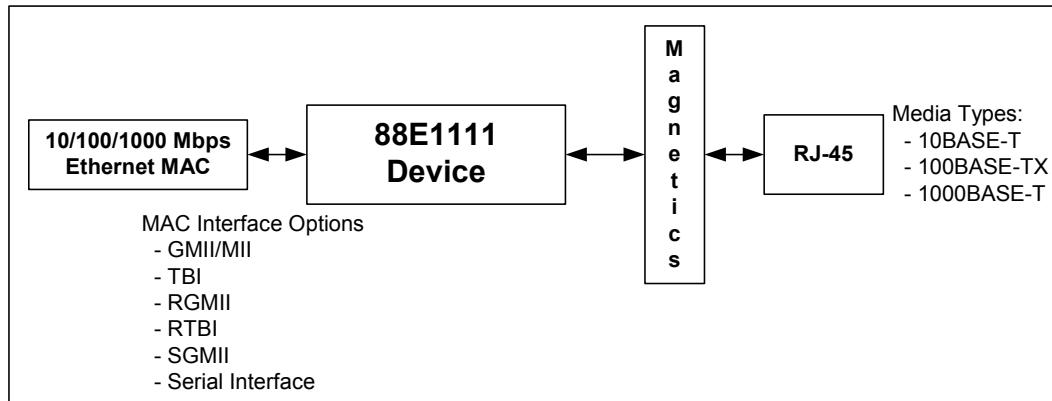 10/100/1000 Mbps
Ethernet MAC
88E1111
Device
Magnetics
RJ-45
Media Types:
- 10BASE-T
- 100BASE-TX
- 1000BASE-T
MAC Interface Options
- GMII/MII
- TBI
- RGMII
- RTBI
- SGMII
- Serial Interface